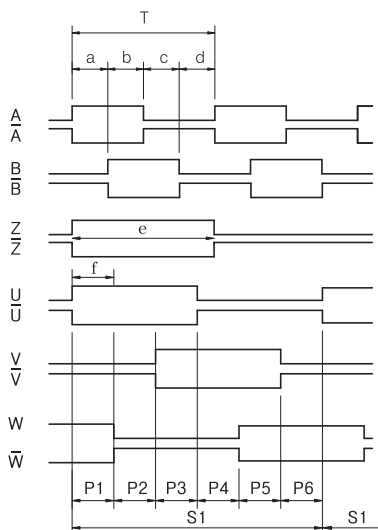 T
a b c d
A
A̅
B
B̅
Z
Z̅
e
f
U
U̅
V
V̅
W
W̅
P1 P2 P3 P4 P5 P6
S1 S1